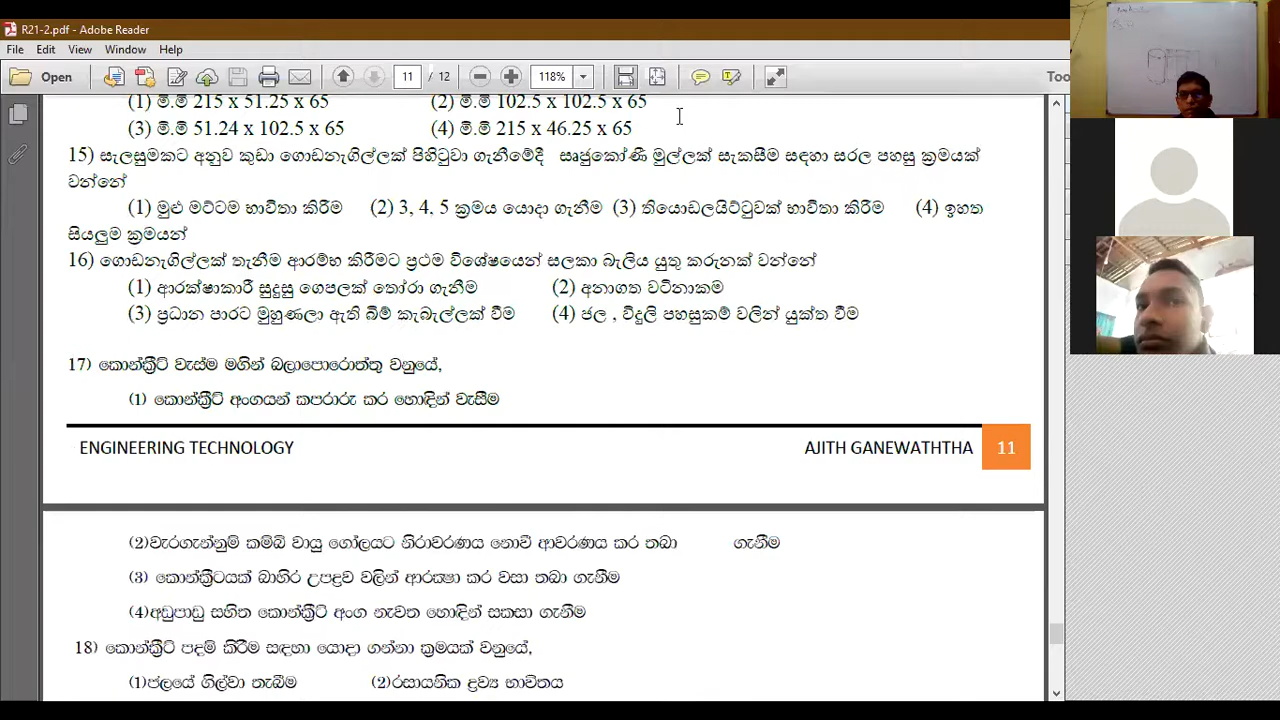 R21-2.pdf - Adobe Reader
File Edit View Window Help
Open 11 / 12 118% Too
(1) මි.මී 215 x 51.25 x 65 (2) මි මී 102.5 x 102.5 x 65
(3) මි.මී 51.24 x 102.5 x 65 (4) මි.මී 215 x 46.25 x 65
15) සැලසුමකට අනුව කුඩා ගොඩනැගිල්ලක් පිහිටුවා ගැනීමේදී සෘජුකෝණී මුල්ලක් සැකසීම සඳහා සරල පහසු ක්‍රමයක්
වන්නේ
(1) මුළු මට්ටම භාවිතා කිරීම (2) 3, 4, 5 ක්‍රමය යොදා ගැනීම (3) තියොඩලයිට්ටුවක් භාවිතා කිරීම (4) ඉහත
සියලුම ක්‍රමයන්
16) ගොඩනැගිල්ලක් තැනීම ආරම්භ කිරීමට ප්‍රථම විශේෂයෙන් සලකා බැලිය යුතු කරුනක් වන්නේ
(1) ආරක්ෂාකාරී සුදුසු ගෙපලක් තෝරා ගැනීම (2) අනාගත වටිනාකම
(3) ප්‍රධාන පාරට මුහුණලා ඇති බිම් කැබැල්ලක් වීම (4) ජල , විදුලි පහසුකම් වලින් යුක්ත වීම
17) කොන්ක්‍රීට් වැස්ම මගින් බලාපොරොත්තු වනුයේ,
(1) කොන්ක්‍රීට් අංගයන් කපරාරු කර හොඳින් වැසීම
ENGINEERING TECHNOLOGY AJITH GANEWATHTHA 11
(2)වැරගැන්නුම් කම්බි වායු ගෝලයට නිරාවරණය නොවී ආවරණය කර තබා ගැනීම
(3) කොන්ක්‍රීටයක් බාහිර උපද්‍රව වලින් ආරක්‍ෂා කර වසා තබා ගැනීම
(4)අඩුපාඩු සහිත කොන්ක්‍රීට් අංග නැවත හොඳින් සකසා ගැනීම
18) කොන්ක්‍රීට් පදම් කිරීම සඳහා යොදා ගන්නා ක්‍රමයක් වනුයේ,
(1)ජලයේ ගිල්වා තැබීම (2)රසායනික ද්‍රව්‍ය භාවිතය